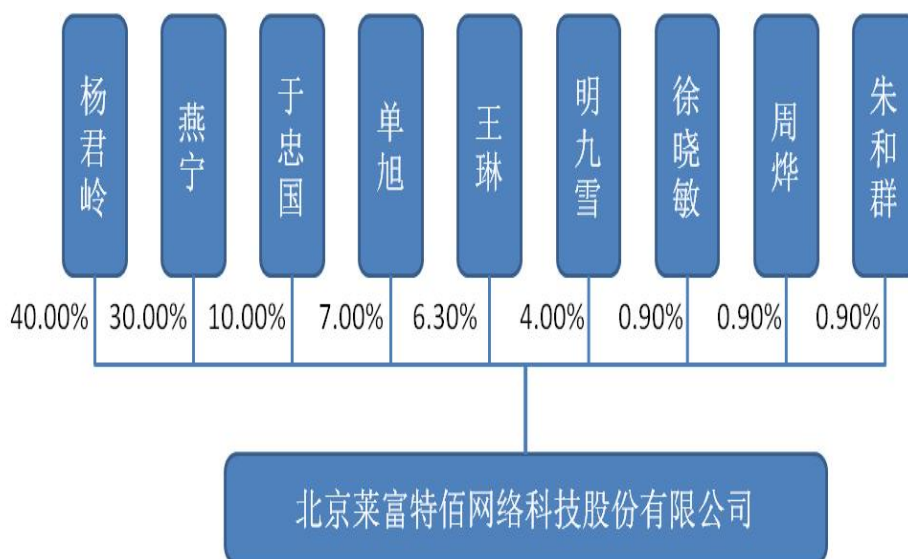 杨君岭
燕宁
于忠国
单旭
王琳
明九雪
徐晓敏
周烨
朱和群
40.00% 30.00% 10.00% 7.00% 6.30% 4.00% 0.90% 0.90% 0.90%
北京莱富特佰网络科技股份有限公司